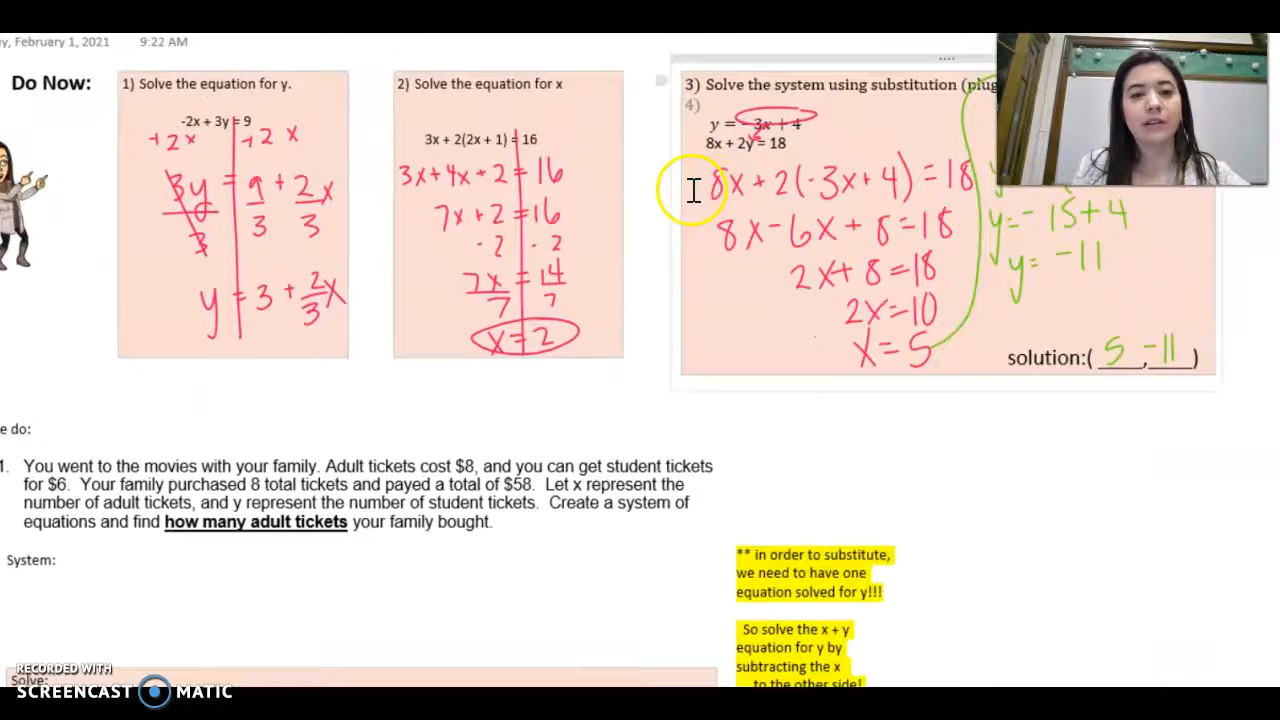 y, February 1, 2021 9:22 AM
Do Now:
1) Solve the equation for y.
-2x + 3y = 9
+2x +2x
3y = 9 + 2x
3 3 3
y = 3 + 2/3 x
2) Solve the equation for x
3x + 2(2x + 1) = 16
3x + 4x + 2 = 16
7x + 2 = 16
-2 -2
7x = 14
7 7
x = 2
3) Solve the system using substitution (plug
4)
y = -3x + 4
8x + 2y = 18
8x + 2(-3x + 4) = 18
8x - 6x + 8 = 18
2x + 8 = 18
2x = 10
x = 5
y = -15 + 4
y = -11
solution:( 5 , -11 )
e do:
1. You went to the movies with your family. Adult tickets cost $8, and you can get student tickets
for $6. Your family purchased 8 total tickets and payed a total of $58. Let x represent the
number of adult tickets, and y represent the number of student tickets. Create a system of
equations and find how many adult tickets your family bought.
System:
** in order to substitute,
we need to have one
equation solved for y!!!
So solve the x + y
equation for y by
subtracting the x
to the other side!
Solve:
RECORDED WITH
SCREENCAST MATIC